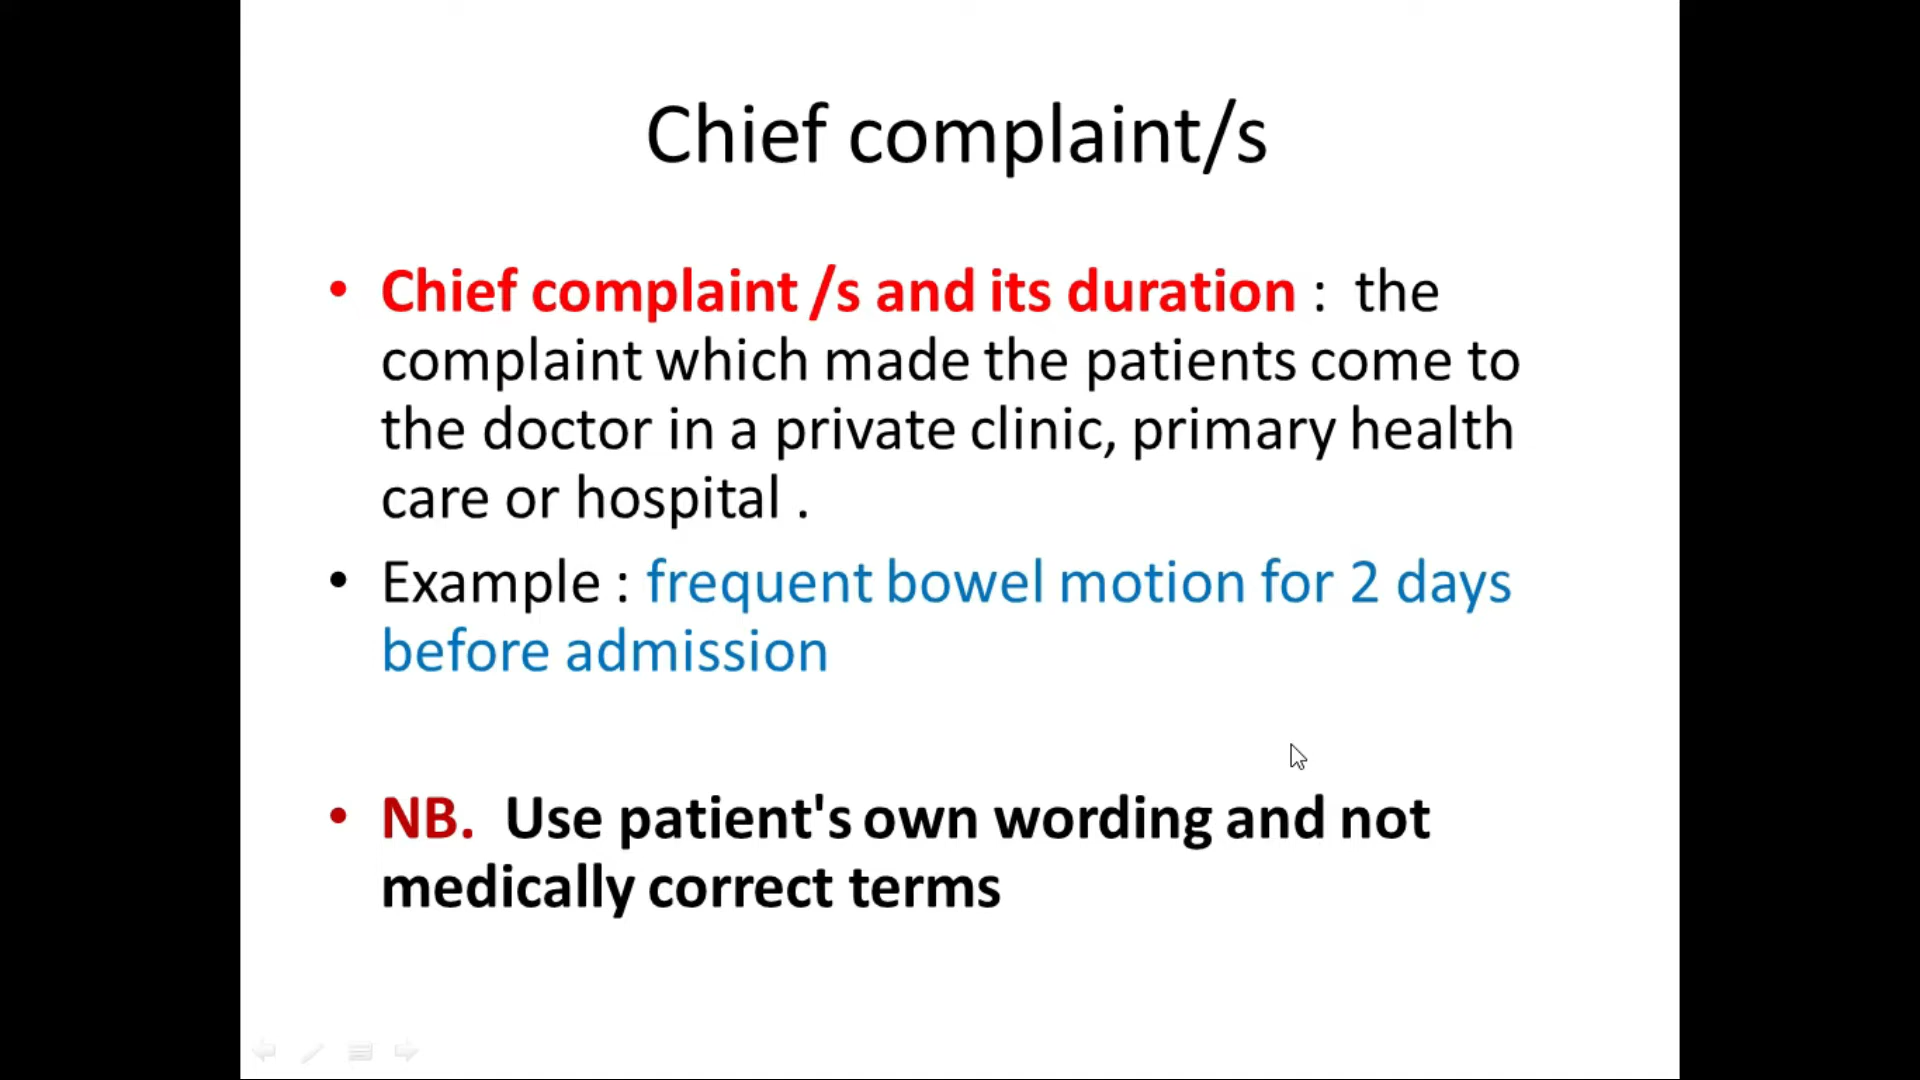 Chief complaint/s
• Chief complaint /s and its duration : the
complaint which made the patients come to
the doctor in a private clinic, primary health
care or hospital .
• Example : frequent bowel motion for 2 days
before admission
• NB. Use patient's own wording and not
medically correct terms